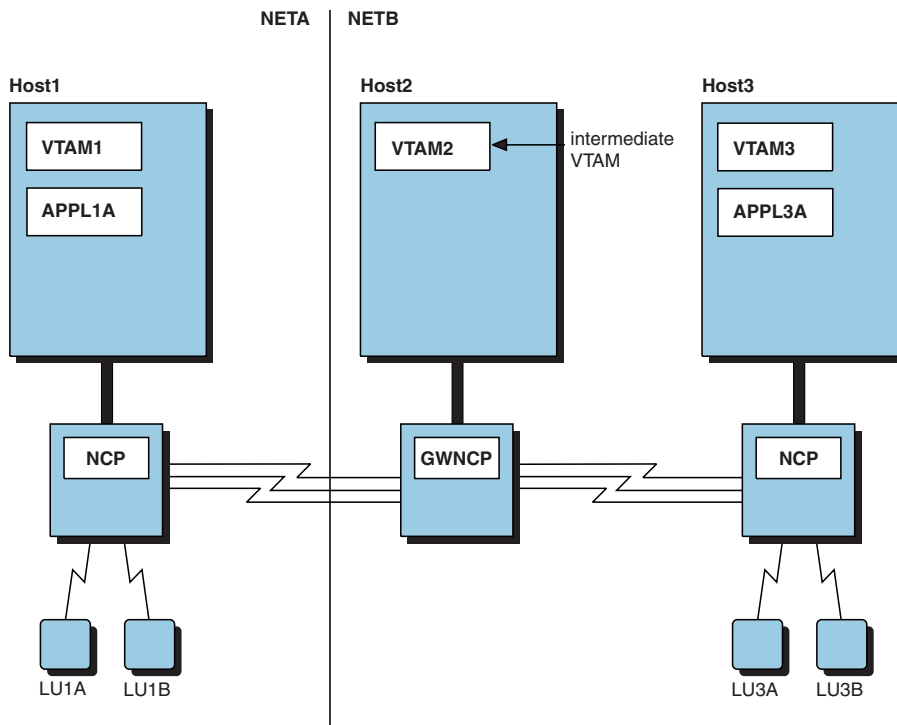 NETA
NETB
Host1
Host2
Host3
VTAM1
APPL1A
VTAM2
intermediate
VTAM
VTAM3
APPL3A
NCP
GWNCP
NCP
LU1A
LU1B
LU3A
LU3B